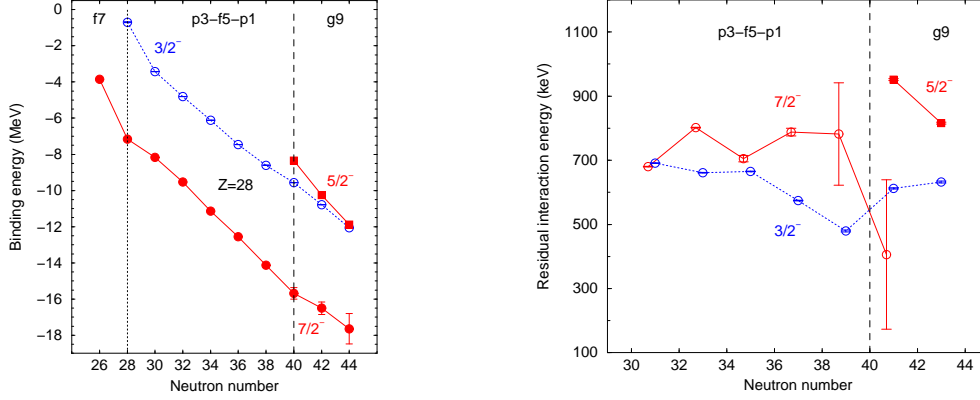 f7
p3−f5−p1
g9
3/2⁻
Z=28
5/2⁻
7/2⁻
Binding energy (MeV)
0
−2
−4
−6
−8
−10
−12
−14
−16
−18
26 28 30 32 34 36 38 40 42 44
Neutron number
p3−f5−p1
g9
7/2⁻
5/2⁻
3/2⁻
Residual interaction energy (keV)
1100
900
700
500
300
100
30 32 34 36 38 40 42
Neutron number